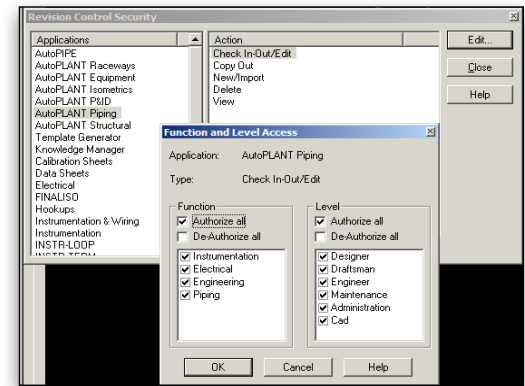 Revision Control Security
Applications
Action
AutoPIPE
AutoPLANT Raceways
AutoPLANT Equipment
AutoPLANT Isometrics
AutoPLANT P&ID
AutoPLANT Piping
AutoPLANT Structural
Template Generator
Knowledge Manager
Calibration Sheets
Data Sheets
Electrical
FINALISO
Hookups
Instrumentation & Wiring
Instrumentation
INSTR-LOOP
INSTR-TERM
Check In-Out/Edit
Copy Out
New/Import
Delete
View
Edit...
Close
Help
Function and Level Access
Application: AutoPLANT Piping
Type: Check In-Out/Edit
Function
Authorize all
De-Authorize all
Instrumentation
Electrical
Engineering
Piping
Level
Authorize all
De-Authorize all
Designer
Draftsman
Engineer
Maintenance
Administration
Cad
OK Cancel Help